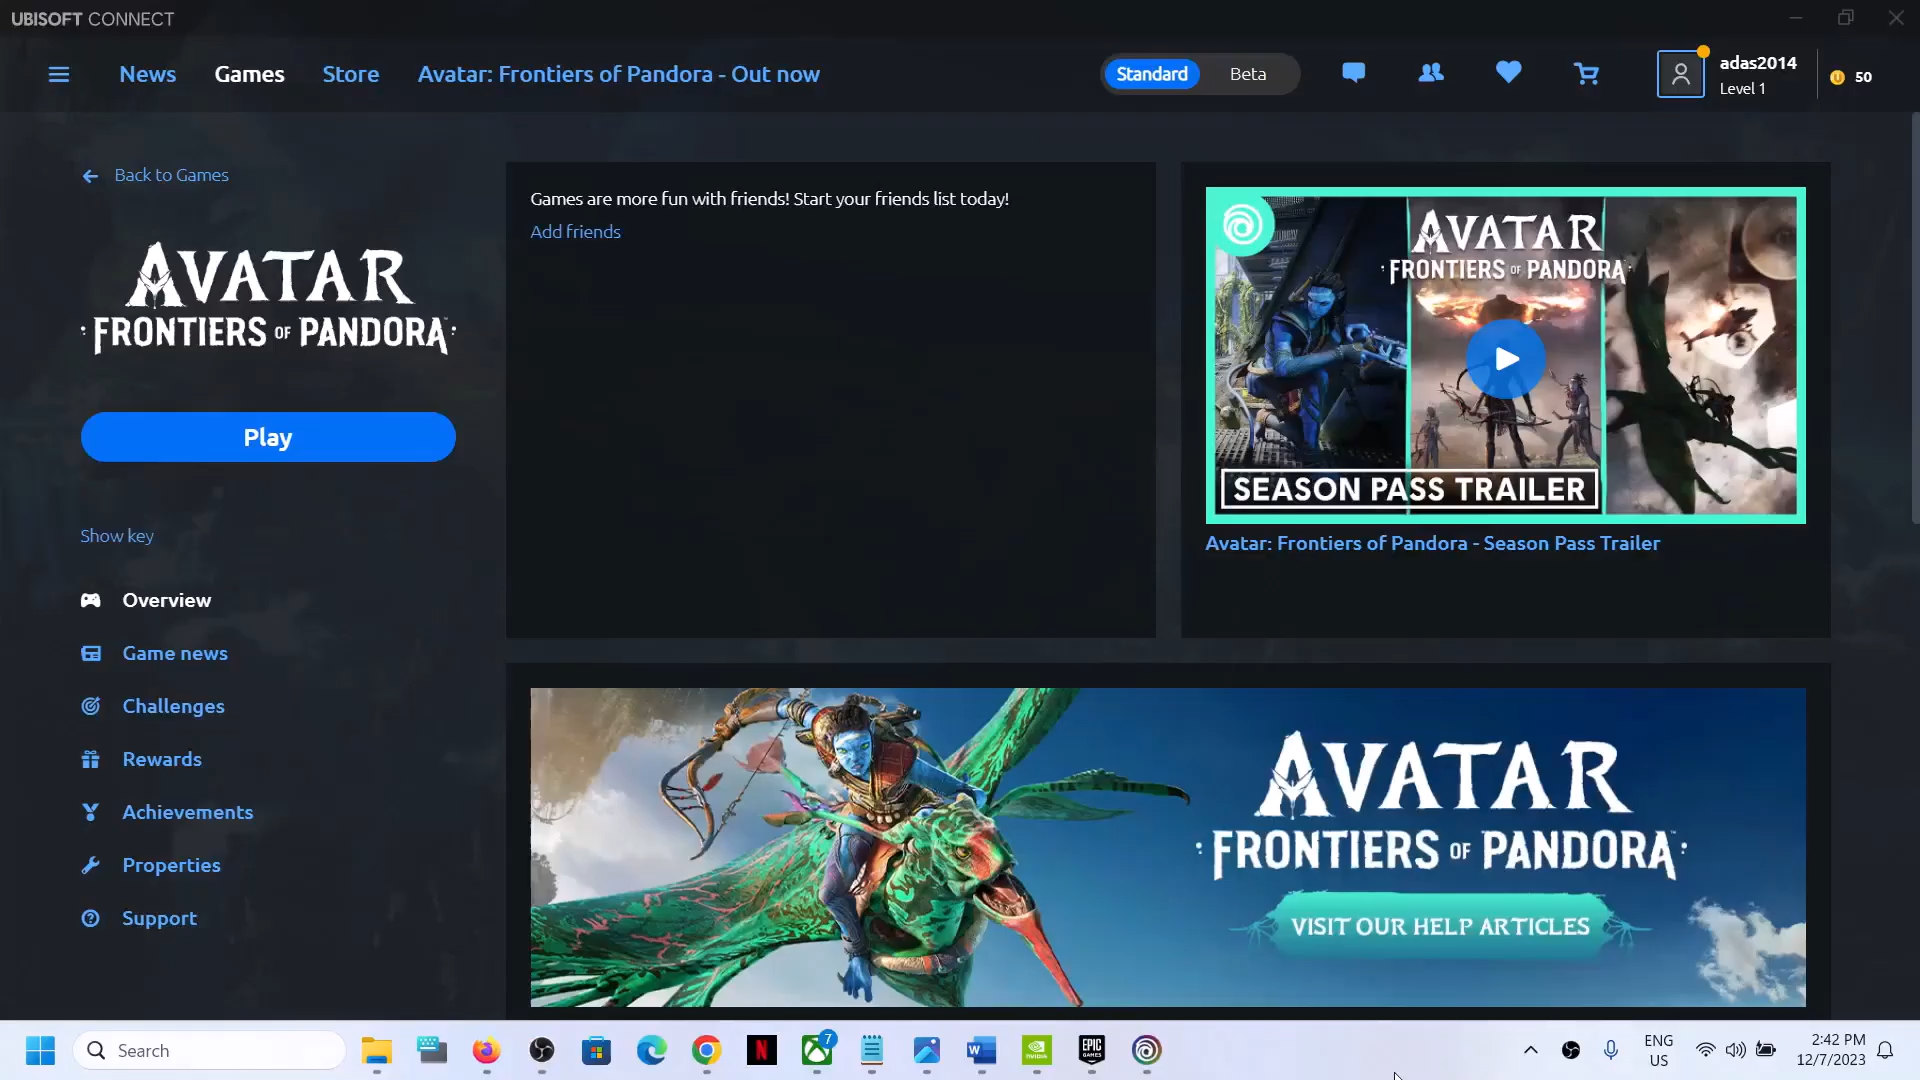 UBISOFT CONNECT
News
Games
Store
Avatar: Frontiers of Pandora - Out now
Standard
Beta
adas2014
Level 1
50
Back to Games
AVATAR
FRONTIERS OF PANDORA
Play
Show key
Overview
Game news
Challenges
Rewards
Achievements
Properties
Support
Games are more fun with friends! Start your friends list today!
Add friends
AVATAR
FRONTIERS OF PANDORA
SEASON PASS TRAILER
Avatar: Frontiers of Pandora - Season Pass Trailer
AVATAR
FRONTIERS OF PANDORA
VISIT OUR HELP ARTICLES
Search
N
7
W
NVIDIA
EPIC
GAMES
ENG
US
2:42 PM
12/7/2023